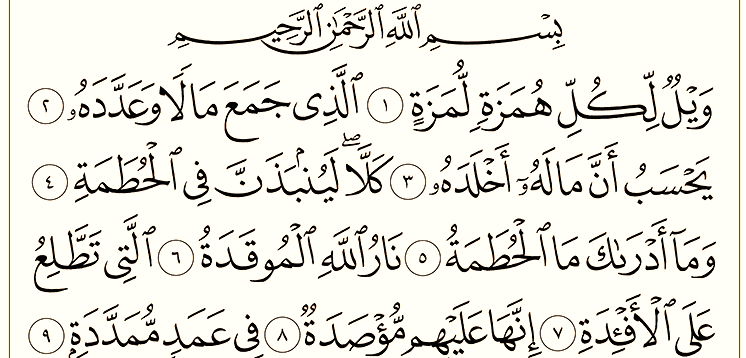 بِسْمِ ٱللَّهِ ٱلرَّحْمَٰنِ ٱلرَّحِيمِ
وَيْلٌ لِّكُلِّ هُمَزَةٍ لُّمَزَةٍ ١ ٱلَّذِى جَمَعَ مَالًا وَعَدَّدَهُۥ ٢
يَحْسَبُ أَنَّ مَالَهُۥٓ أَخْلَدَهُۥ ٣ كَلَّا ۖ لَيُنۢبَذَنَّ فِى ٱلْحُطَمَةِ ٤
وَمَآ أَدْرَىٰكَ مَا ٱلْحُطَمَةُ ٥ نَارُ ٱللَّهِ ٱلْمُوقَدَةُ ٦ ٱلَّتِى تَطَّلِعُ
عَلَى ٱلْأَفْـِٔدَةِ ٧ إِنَّهَا عَلَيْهِم مُّؤْصَدَةٌ ٨ فِى عَمَدٍ مُّمَدَّدَةٍۭ ٩